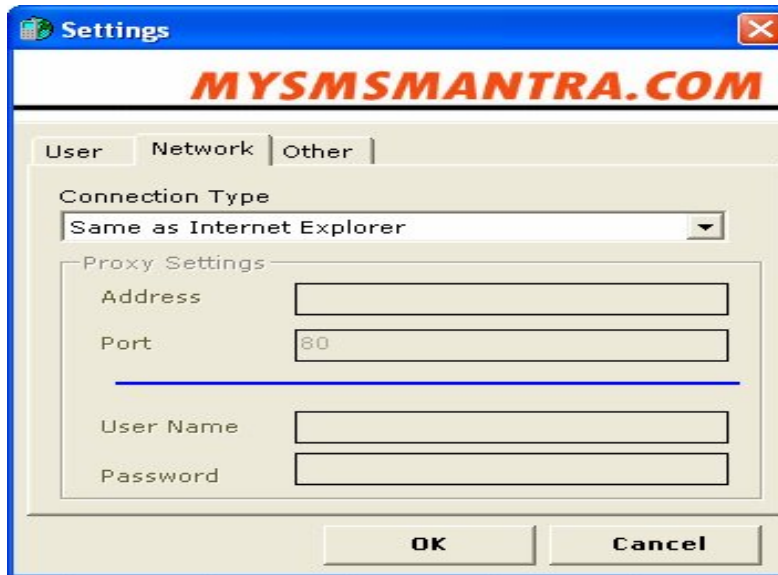 Settings
MYSMSMANTRA.COM
User Network Other
Connection Type
Same as Internet Explorer
Proxy Settings
Address
Port 80
User Name
Password
OK Cancel